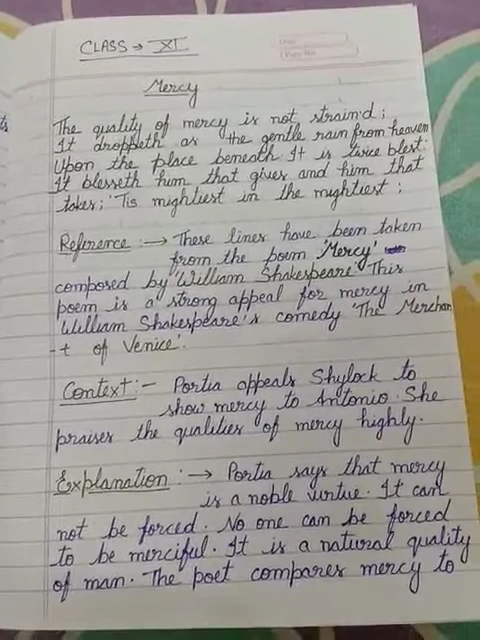 CLASS → XI
Date
Page No.
Mercy
The quality of mercy is not strain'd;
It droppeth as the gentle rain from heaven
Upon the place beneath. It is twice blest:
It blesseth him that gives and him that
takes; 'Tis mightiest in the mightiest;
Reference :→ These lines have been taken
from the poem 'Mercy'
composed by 'William Shakespeare'. This
poem is a strong appeal for mercy in
William Shakespeare's comedy 'The Merchan
-t of Venice'.
Context :- Portia appeals Shylock to
show mercy to Antonio. She
praises the qualities of mercy highly.
Explanation :→ Portia says that mercy
is a noble virtue. It can
not be forced. No one can be forced
to be merciful. It is a natural quality
of man. The poet compares mercy to